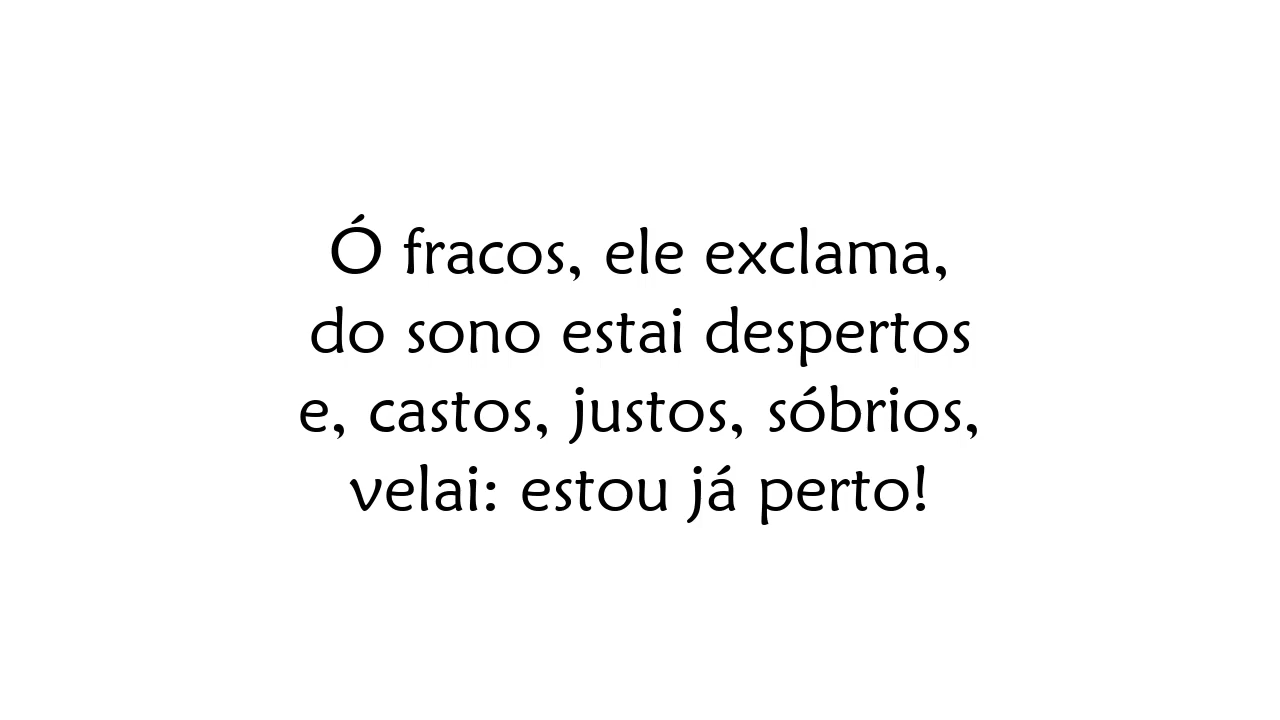 Ó fracos, ele exclama,
do sono estai despertos
e, castos, justos, sóbrios,
velai: estou já perto!